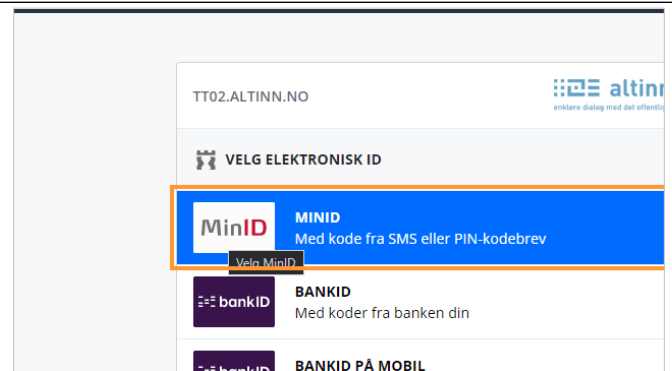 TT02.ALTINN.NO
altinn
enklere dialog med det offentlig
VELG ELEKTRONISK ID
MinID
MINID
Med kode fra SMS eller PIN-kodebrev
Velg MinID
bankID
BANKID
Med koder fra banken din
bankID
BANKID PÅ MOBIL